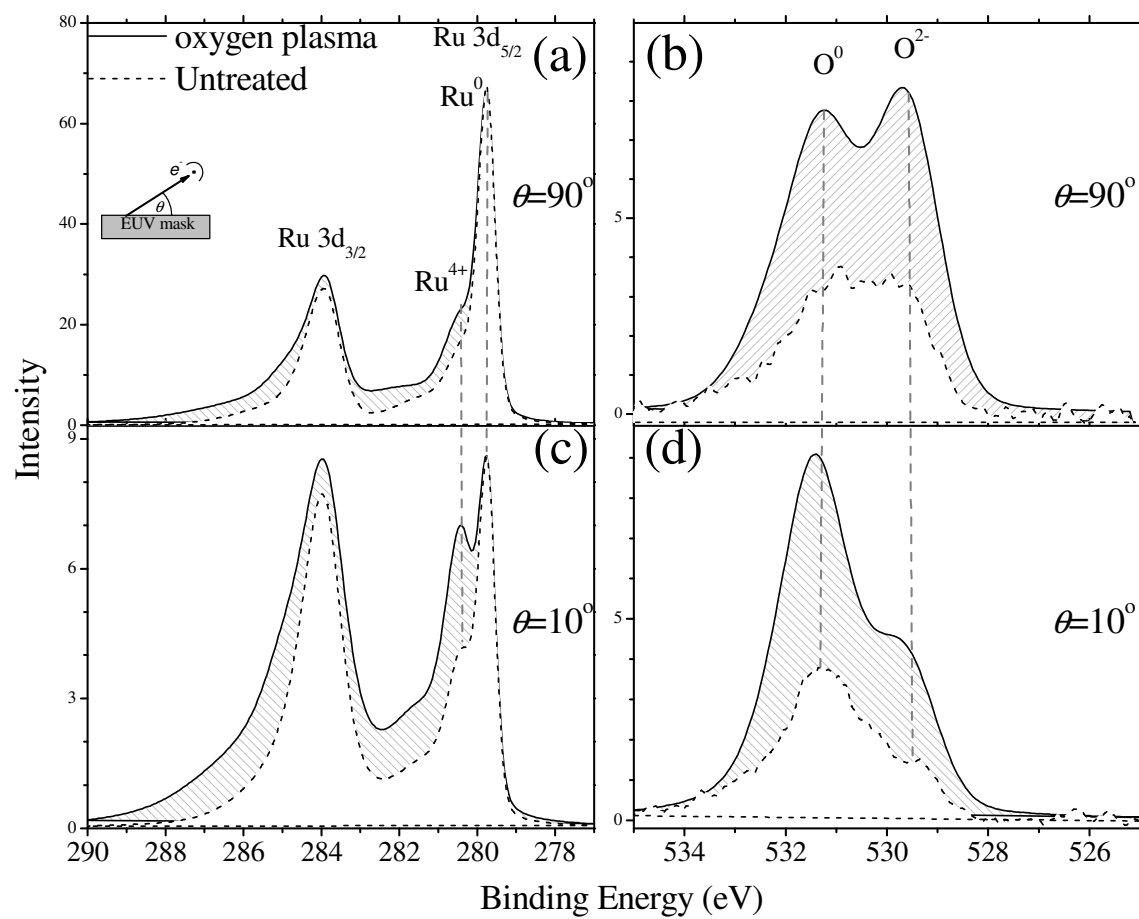 oxygen plasma
Untreated
Ru 3d5/2
(a)
Ru0
θ=90o
e-
θ
EUV mask
Ru 3d3/2
Ru4+
80
60
40
20
0
(b)
O0
O2-
θ=90o
5
0
Intensity
(c)
θ=10o
9
6
3
0
290 288 286 284 282 280 278
(d)
θ=10o
5
0
534 532 530 528 526
Binding Energy (eV)